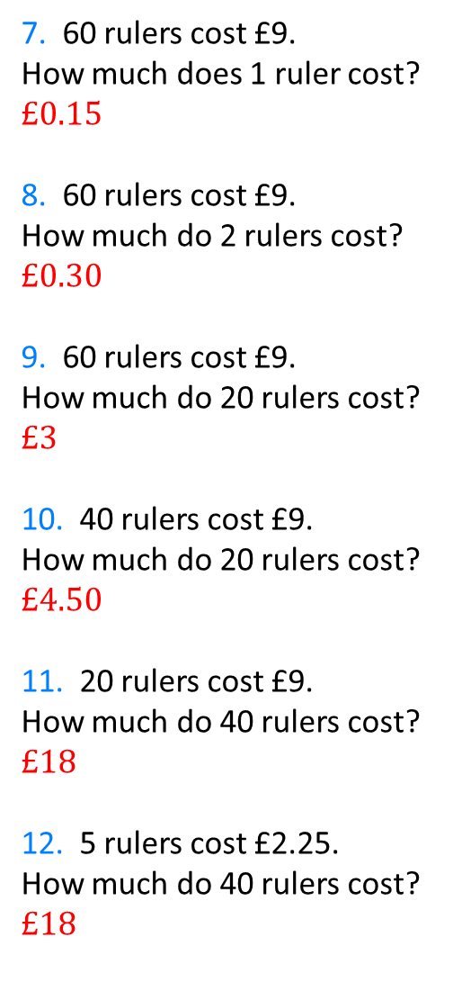 7. 60 rulers cost £9.
How much does 1 ruler cost?
£0.15
8. 60 rulers cost £9.
How much do 2 rulers cost?
£0.30
9. 60 rulers cost £9.
How much do 20 rulers cost?
£3
10. 40 rulers cost £9.
How much do 20 rulers cost?
£4.50
11. 20 rulers cost £9.
How much do 40 rulers cost?
£18
12. 5 rulers cost £2.25.
How much do 40 rulers cost?
£18